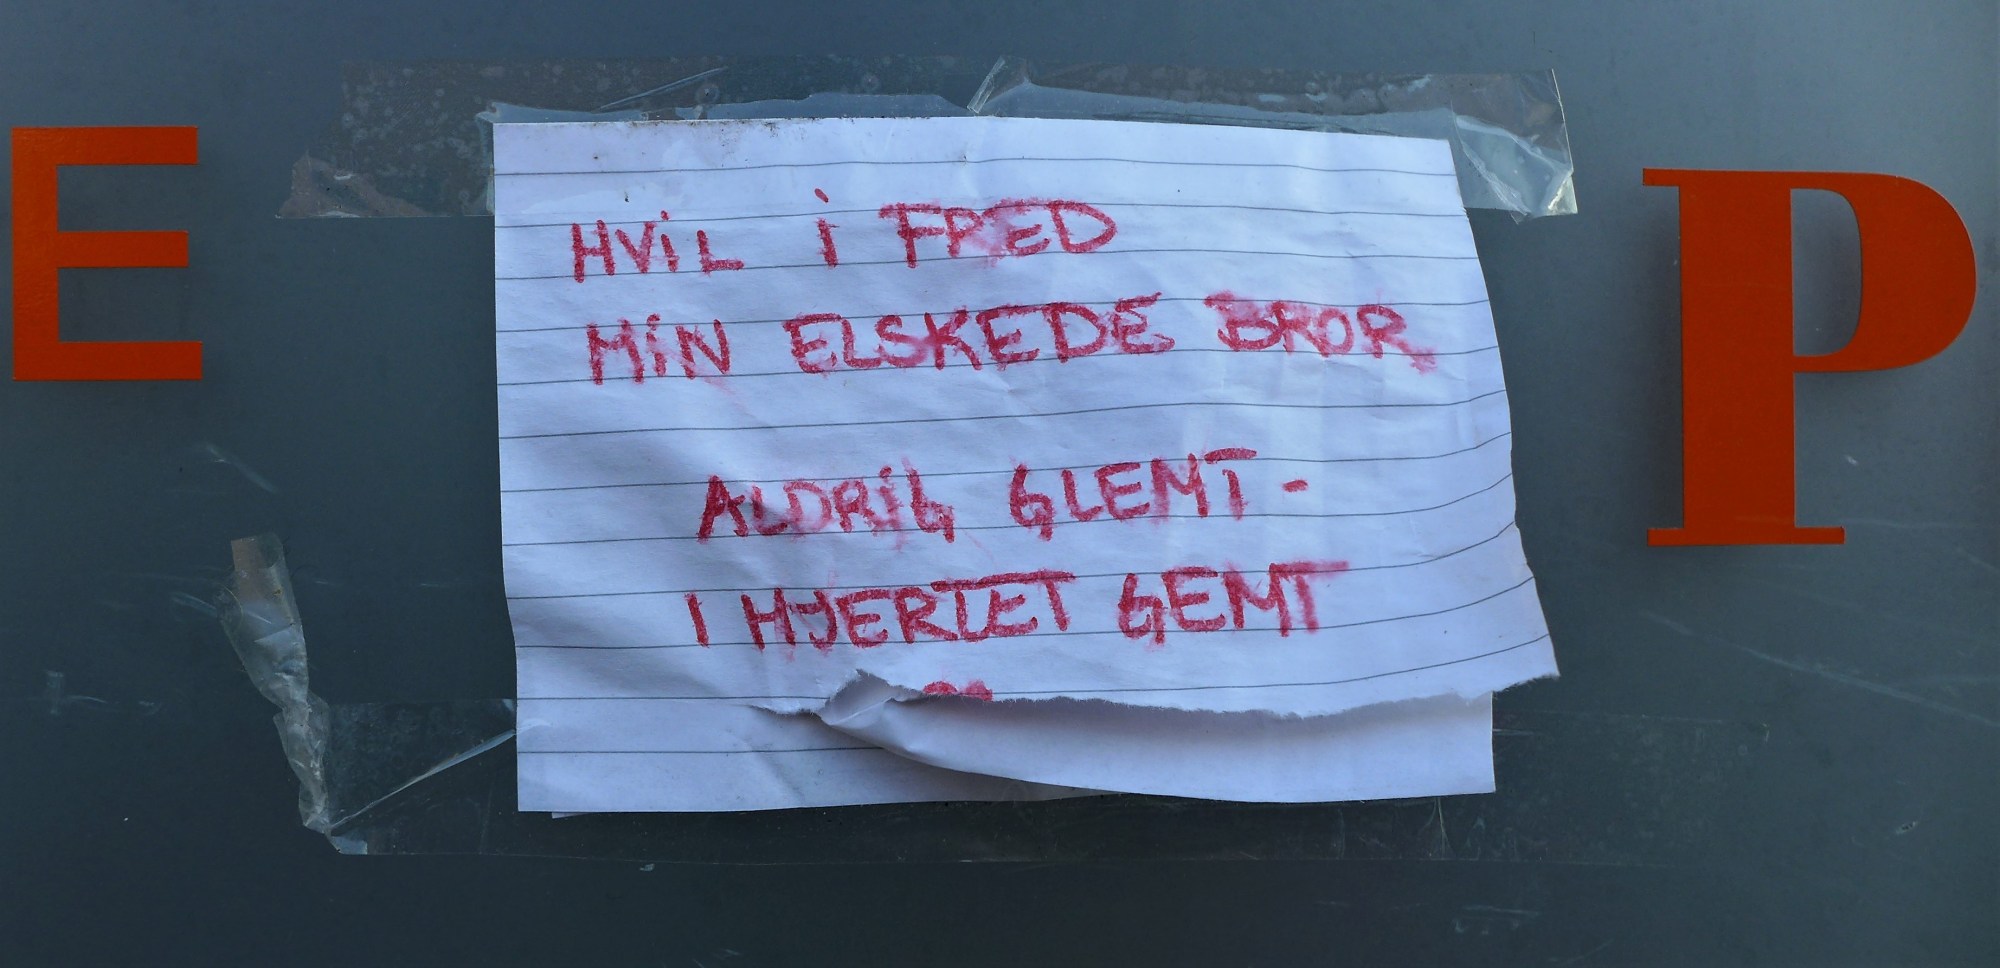 E
P
HViL i FRED
MiN ELSKEDE BROR
ALDRiG GLEMT -
I HJERTET GEMT